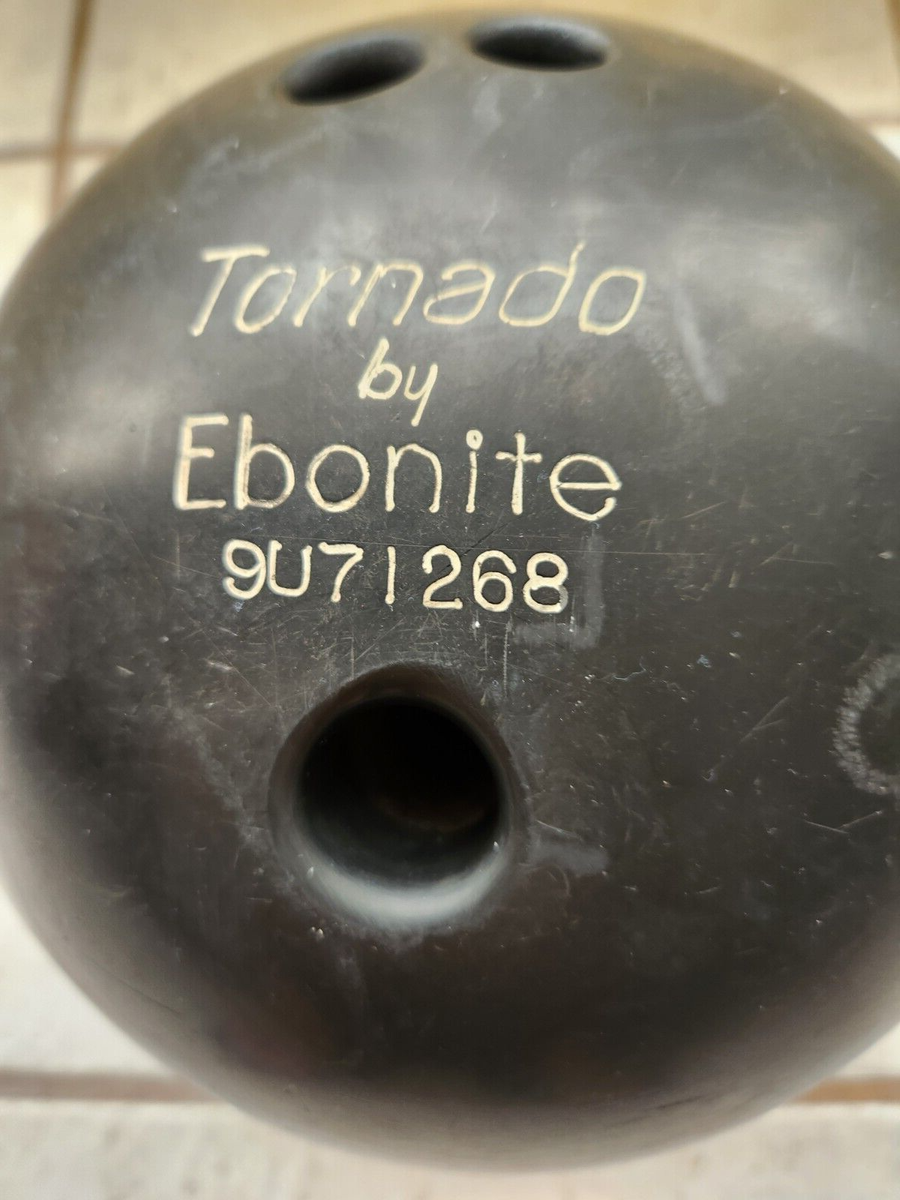 Tornado
by
Ebonite
9U71268